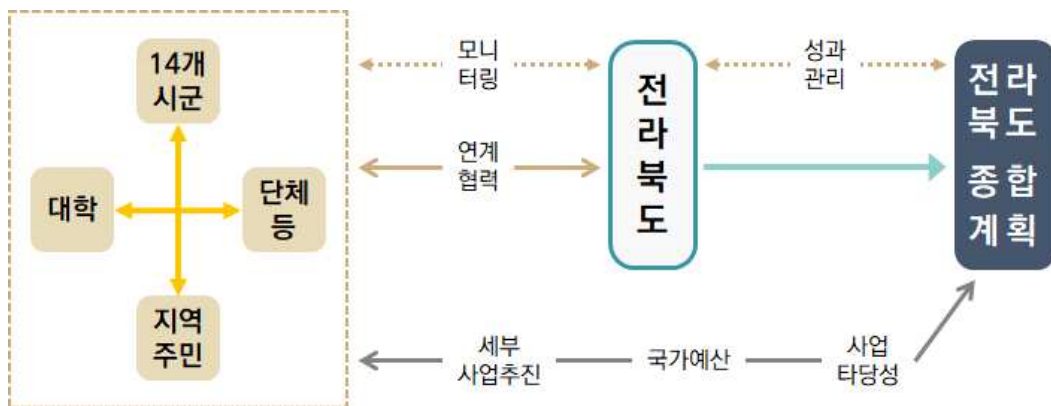 14개
시군
대학
단체
등
지역
주민
모니
터링
연계
협력
전
라
북
도
성과
관리
전라
북도
종합
계획
세부
사업추진
국가예산
사업
타당성